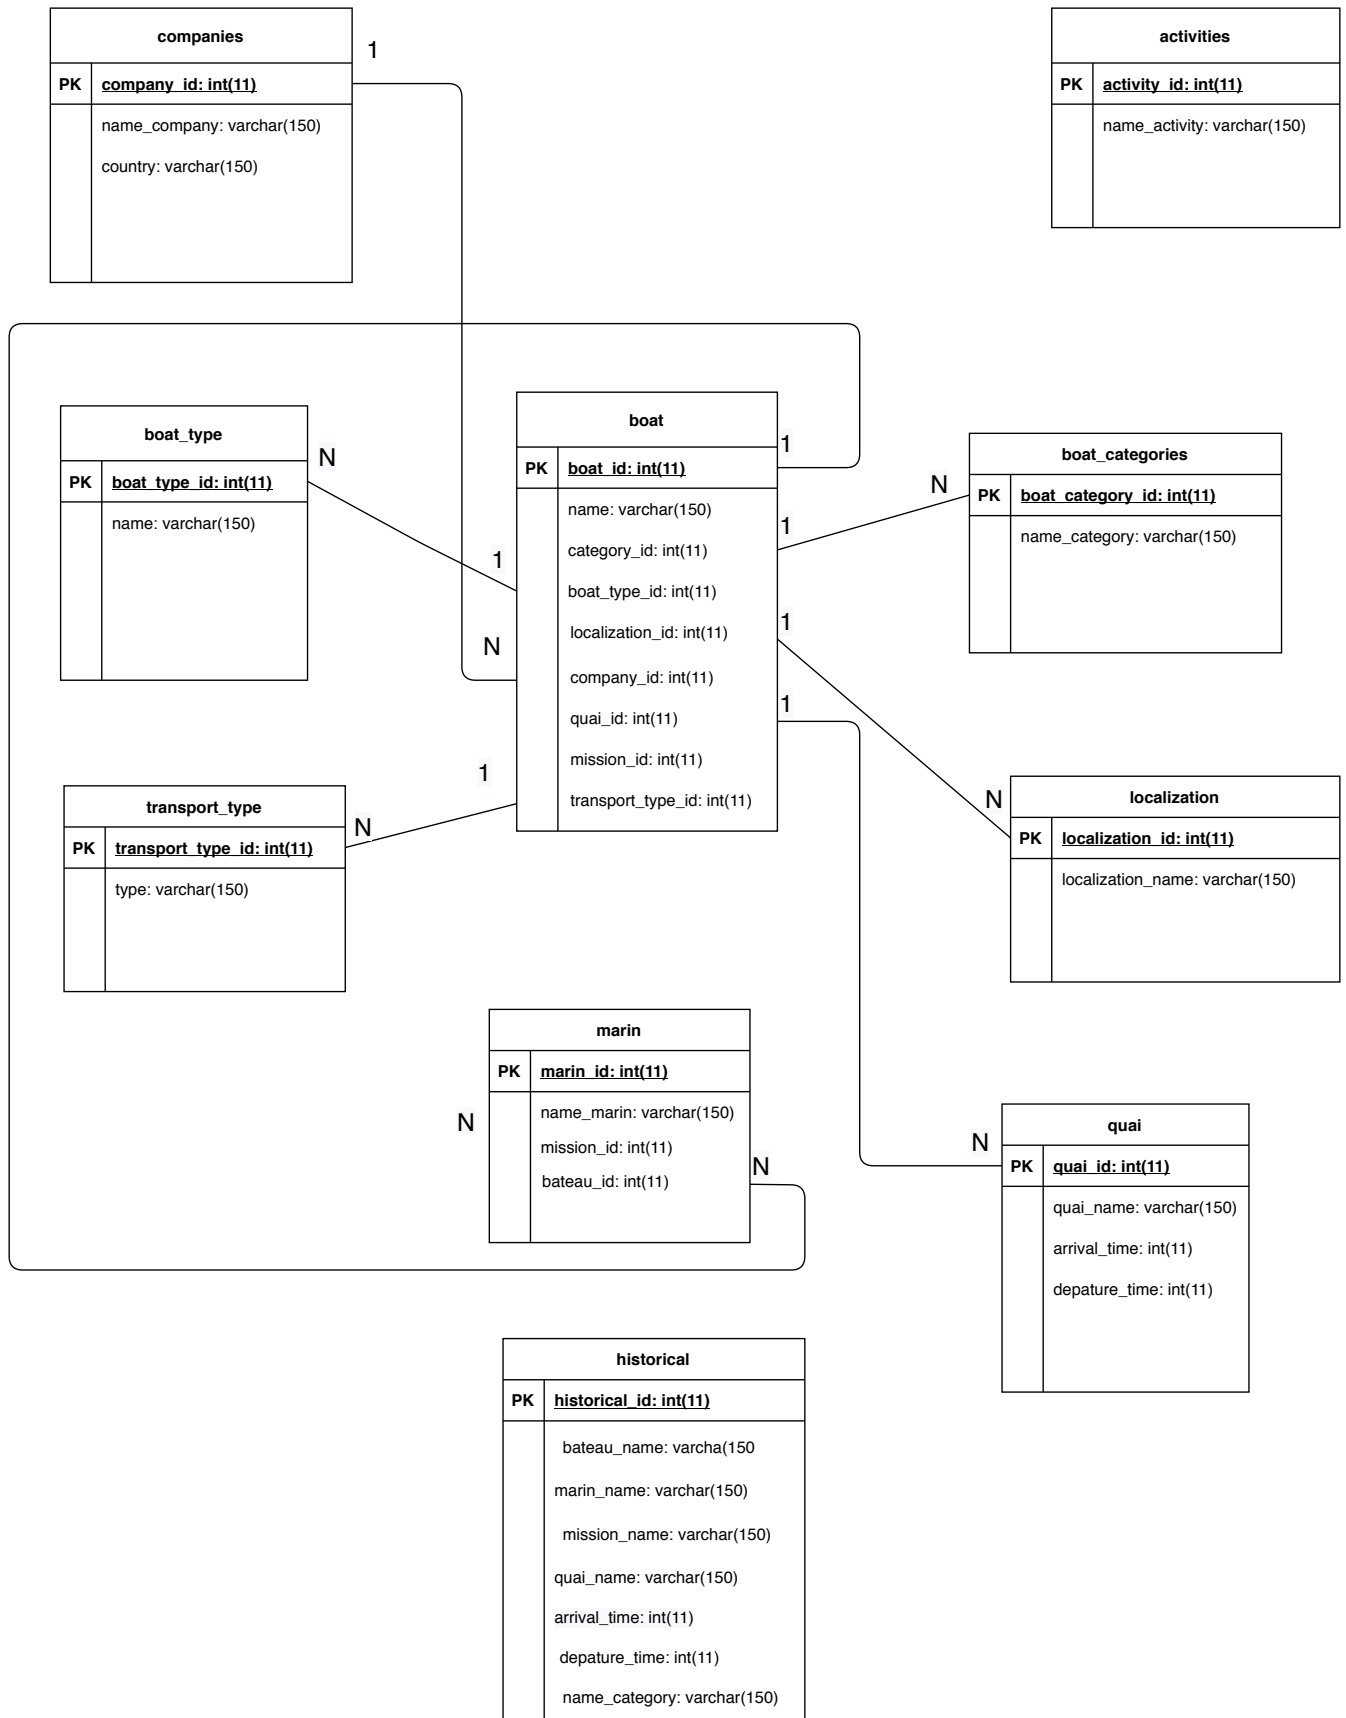 companies
1
PK company_id: int(11)
name_company: varchar(150)
country: varchar(150)
activities
PK activity_id: int(11)
name_activity: varchar(150)
boat_type
N
PK boat_type_id: int(11)
name: varchar(150)
1
N
boat
1
PK boat_id: int(11)
name: varchar(150)
1
category_id: int(11)
boat_type_id: int(11)
1
localization_id: int(11)
company_id: int(11)
1
quai_id: int(11)
mission_id: int(11)
transport_type_id: int(11)
boat_categories
N
PK boat_category_id: int(11)
name_category: varchar(150)
1
transport_type
N
PK transport_type_id: int(11)
type: varchar(150)
localization
N
PK localization_id: int(11)
localization_name: varchar(150)
marin
PK marin_id: int(11)
name_marin: varchar(150)
N
mission_id: int(11)
N
bateau_id: int(11)
quai
N
PK quai_id: int(11)
quai_name: varchar(150)
arrival_time: int(11)
depature_time: int(11)
historical
PK historical_id: int(11)
bateau_name: varcha(150
marin_name: varchar(150)
mission_name: varchar(150)
quai_name: varchar(150)
arrival_time: int(11)
depature_time: int(11)
name_category: varchar(150)